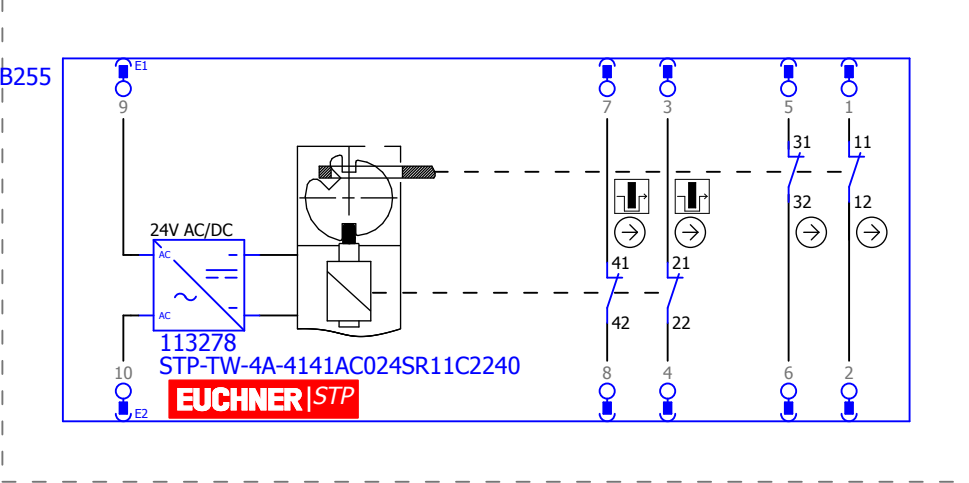 E1
B255
9
7
3
5
1
31
11
32
12
24V AC/DC
AC
41
21
AC
42
22
113278
STP-TW-4A-4141AC024SR11C2240
10
8
4
6
2
EUCHNER STP
E2